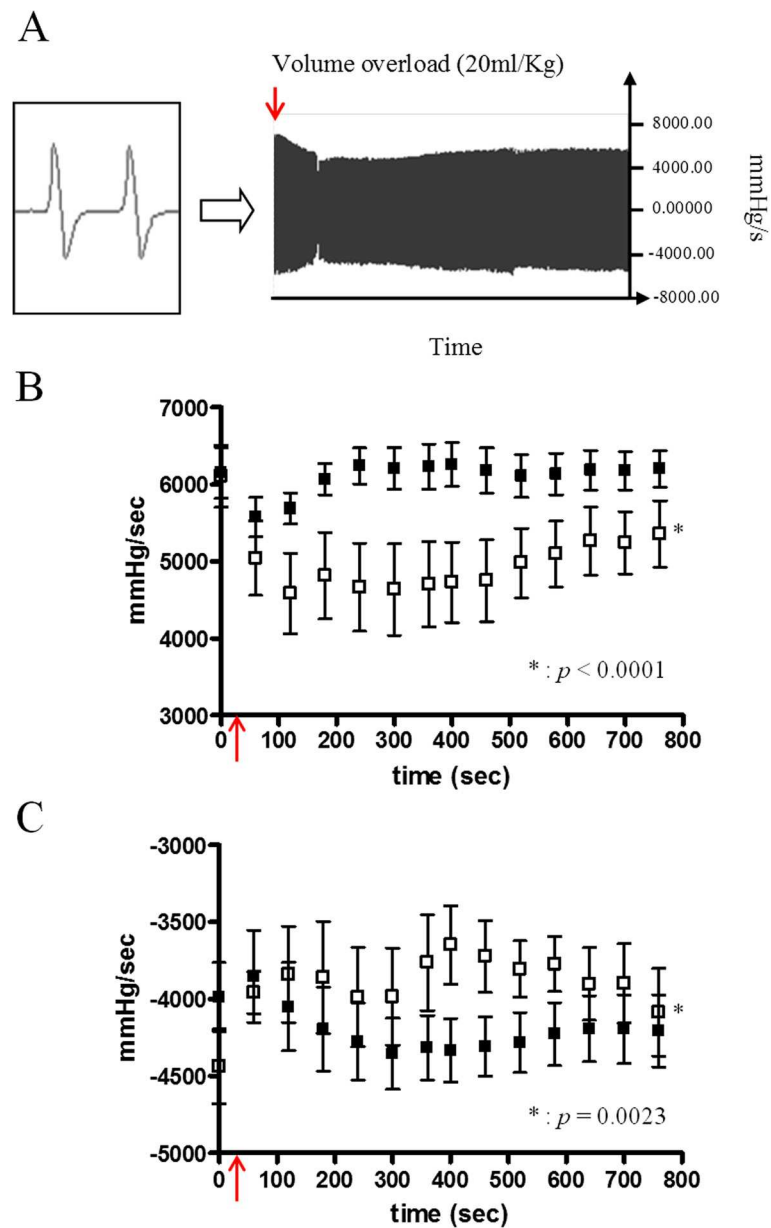 A
Volume overload (20ml/Kg)
8000.00
4000.00
0.00000
-4000.00
-8000.00
mmHg/s
Time
B
7000
6000
5000
4000
3000
mmHg/sec
*
* : p < 0.0001
0 100 200 300 400 500 600 700 800
time (sec)
C
-3000
-3500
-4000
-4500
-5000
mmHg/sec
*
* : p = 0.0023
0 100 200 300 400 500 600 700 800
time (sec)